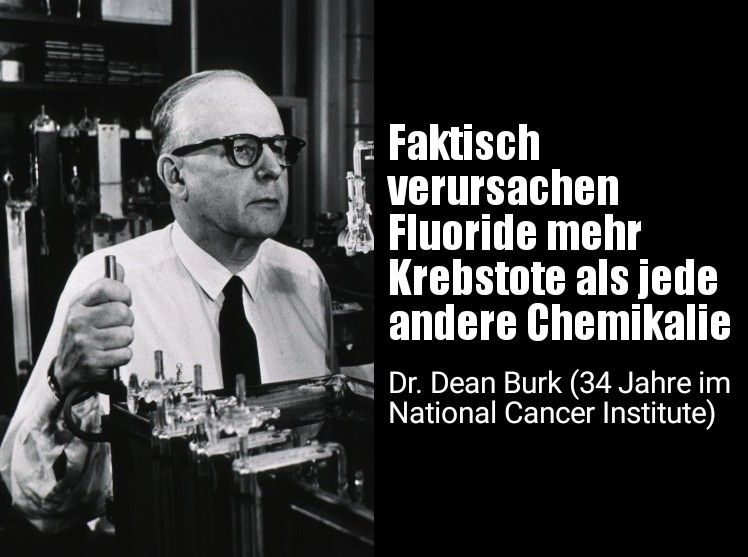 Faktisch
verursachen
Fluoride mehr
Krebstote als jede
andere Chemikalie
Dr. Dean Burk (34 Jahre im
National Cancer Institute)